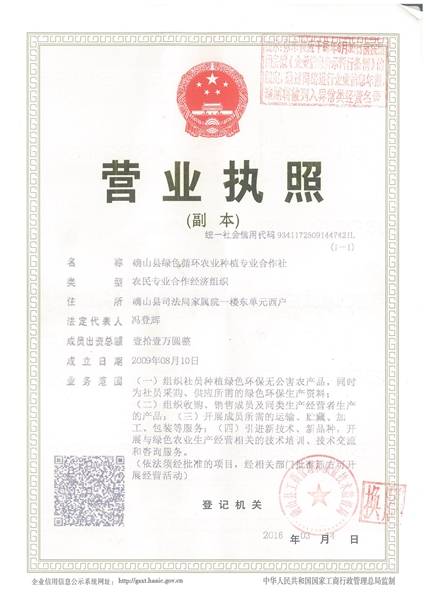 营业执照
(副 本)
统一社会信用代码 93411725091447421L
(1-1)
名 称 确山县绿色循环农业种植专业合作社
类 型 农民专业合作经济组织
住 所 确山县司法局家属院一楼东单元西户
法定代表人 冯登辉
成员出资总额 壹拾壹万圆整
成立日期 2009年08月10日
业务范围 (一)组织社员种植绿色环保无公害农产品,同时
为社员采购、供应所需的绿色环保生产资料;
(二)组织收购、销售成员及同类生产经营者生产
的产品;(三)开展成员所需的运输、贮藏、加
工、包装等服务;(四)引进新技术、新品种,开
展与绿色农业生产经营相关的技术培训、技术交流
和咨询服务。
(依法须经批准的项目,经相关部门批准后方可开
展经营活动)
登记机关
换
2016 年 03 月 日
企业信用信息公示系统网址: http://gsxt.haaic.gov.cn
中华人民共和国国家工商行政管理总局监制